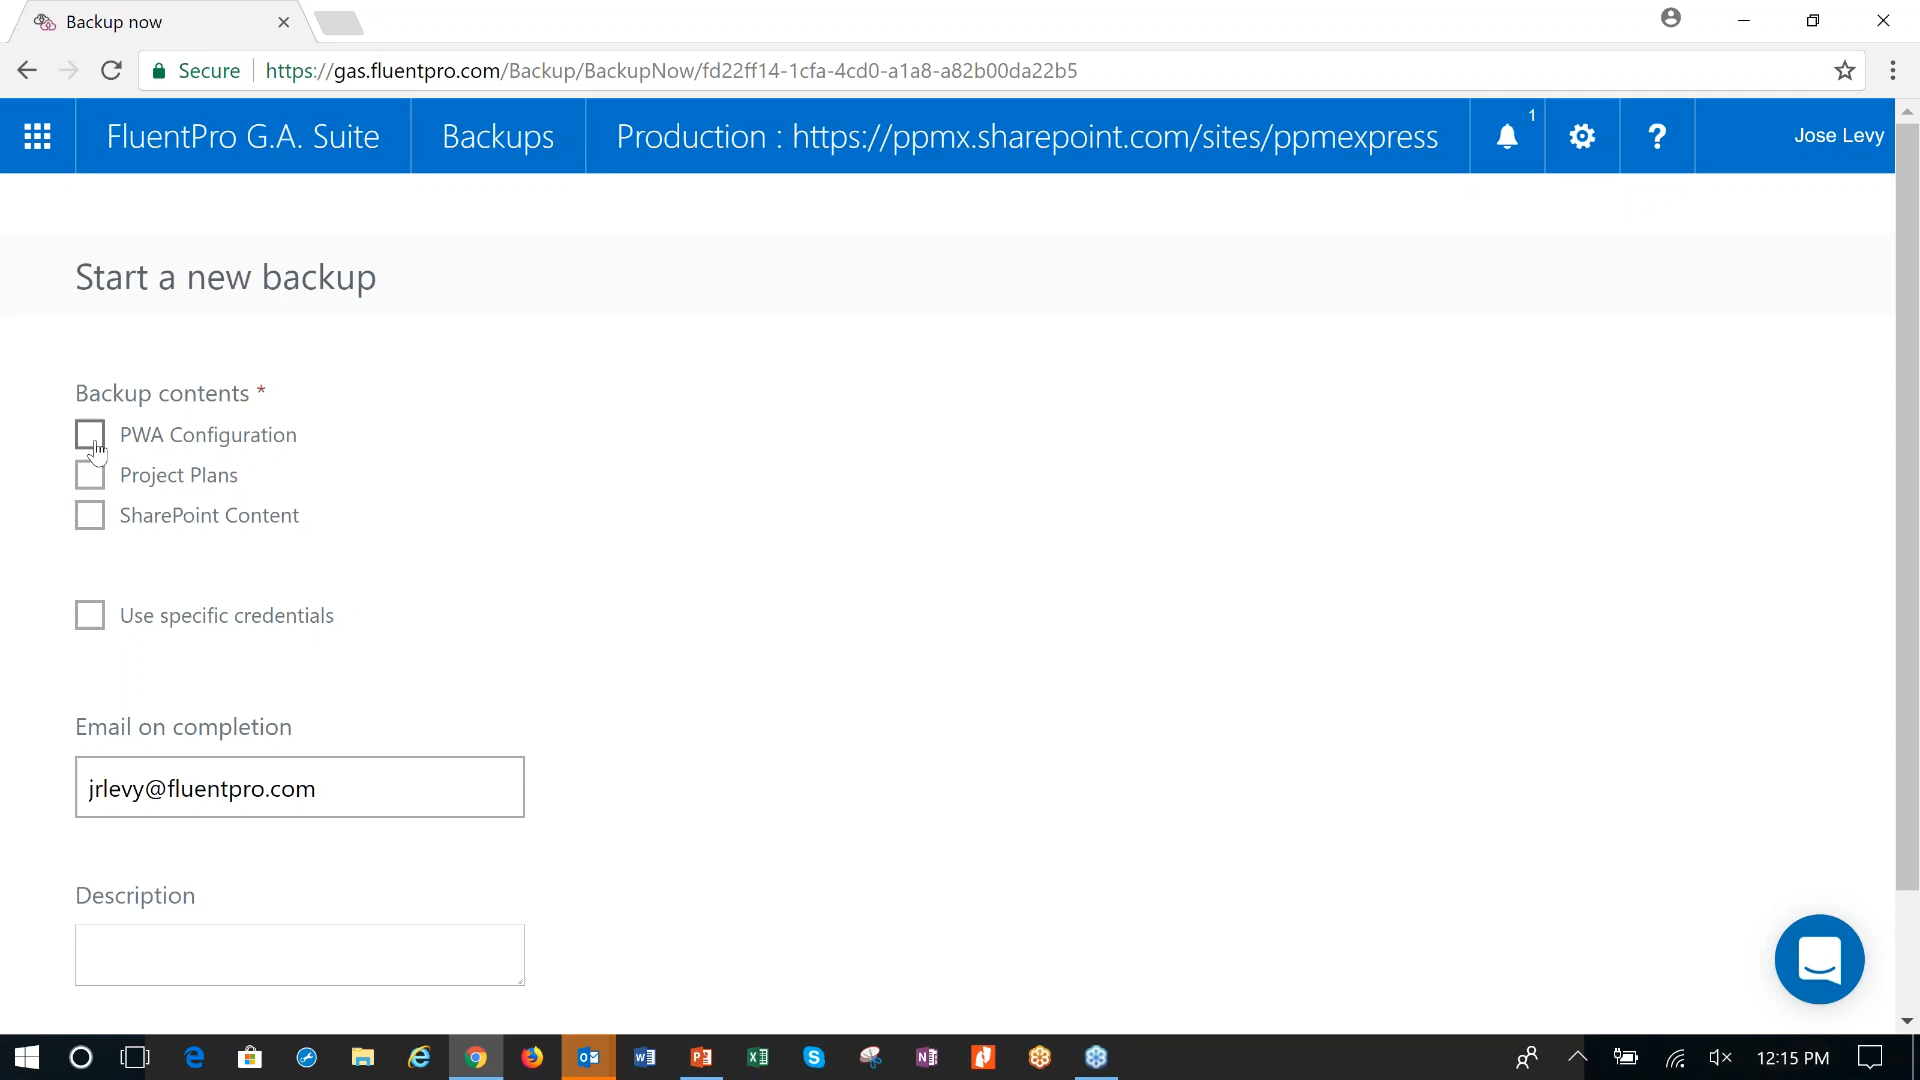 Backup now
Secure https://gas.fluentpro.com/Backup/BackupNow/fd22ff14-1cfa-4cd0-a1a8-a82b00da22b5
FluentPro G.A. Suite Backups Production : https://ppmx.sharepoint.com/sites/ppmexpress 1 ? Jose Levy
Start a new backup
Backup contents *
PWA Configuration
Project Plans
SharePoint Content
Use specific credentials
Email on completion
jrlevy@fluentpro.com
Description
12:15 PM